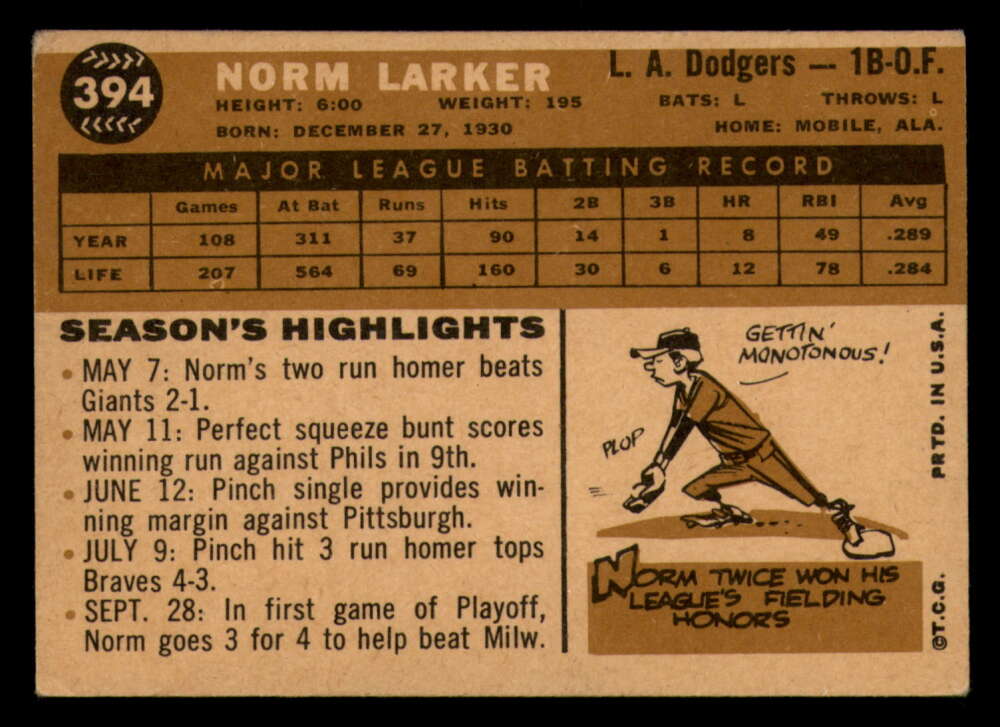 394
NORM LARKER
L. A. Dodgers — 1B-O.F.
HEIGHT: 6:00 WEIGHT: 195 BATS: L THROWS: L
BORN: DECEMBER 27, 1930 HOME: MOBILE, ALA.
MAJOR LEAGUE BATTING RECORD
Games At Bat Runs Hits 2B 3B HR RBI Avg
YEAR 108 311 37 90 14 1 8 49 .289
LIFE 207 564 69 160 30 6 12 78 .284
SEASON'S HIGHLIGHTS
• MAY 7: Norm's two run homer beats
Giants 2-1.
• MAY 11: Perfect squeeze bunt scores
winning run against Phils in 9th.
• JUNE 12: Pinch single provides win-
ning margin against Pittsburgh.
• JULY 9: Pinch hit 3 run homer tops
Braves 4-3.
• SEPT. 28: In first game of Playoff,
Norm goes 3 for 4 to help beat Milw.
GETTIN'
MONOTONOUS!
PLOP
NORM TWICE WON HIS
LEAGUE'S FIELDING
HONORS
PRTD. IN U.S.A.
©T.C.G.